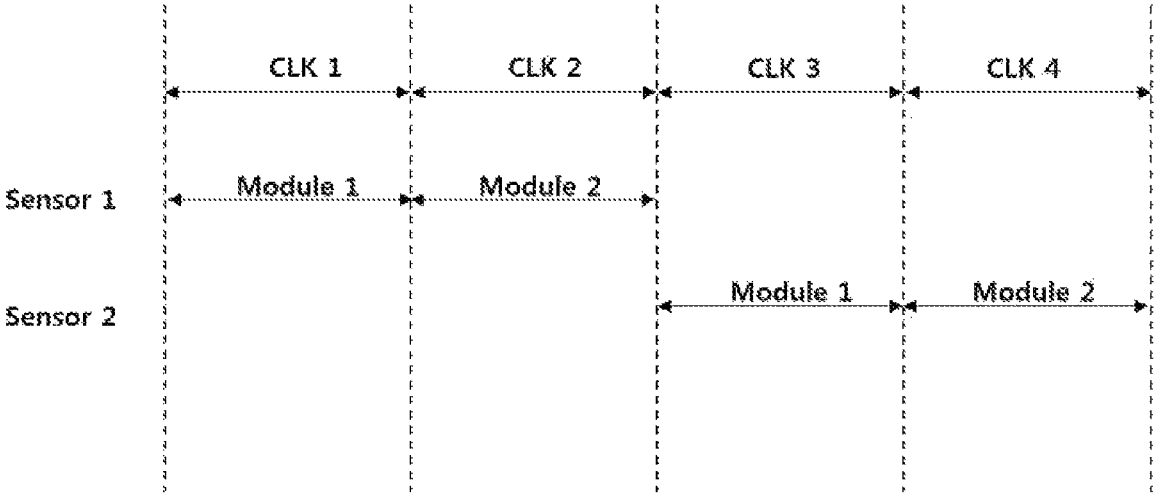 CLK 1 CLK 2 CLK 3 CLK 4
Sensor 1 Module 1 Module 2
Sensor 2 Module 1 Module 2